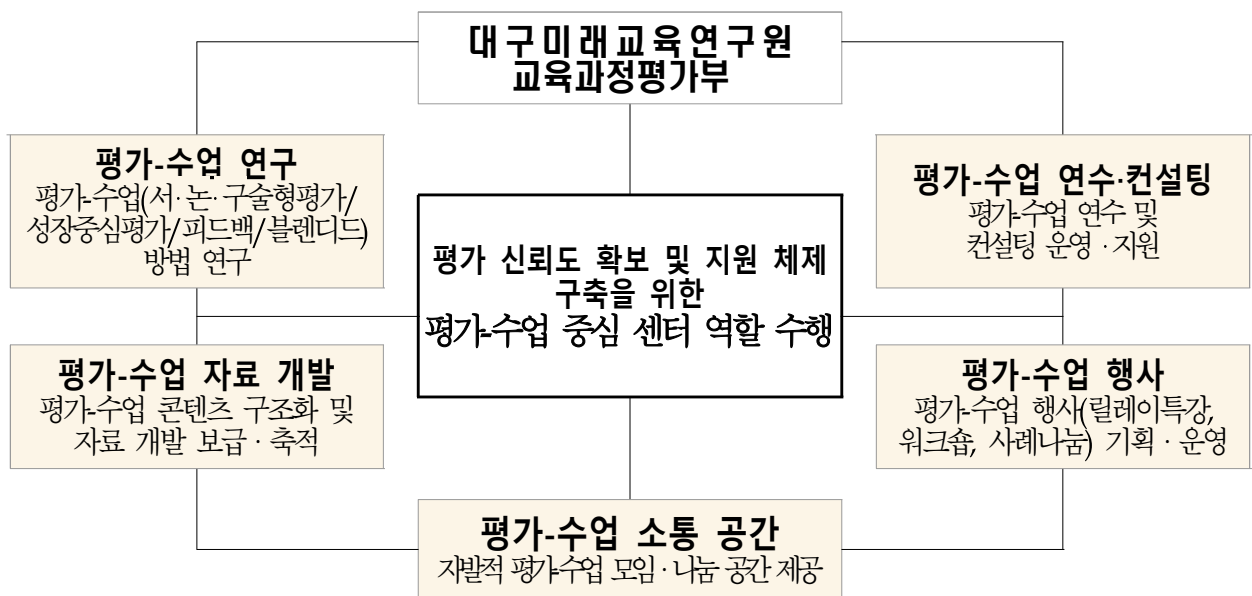 대구미래교육연구원
교육과정평가부
평가-수업 연구
평가-수업(서·논·구술형평가/
성장중심평가/피드백/블렌디드)
방법 연구
평가-수업 연수·컨설팅
평가-수업 연수 및
컨설팅 운영·지원
평가 신뢰도 확보 및 지원 체제
구축을 위한
평가-수업 중심 센터 역할 수행
평가-수업 자료 개발
평가-수업 콘텐츠 구조화 및
자료 개발 보급·축적
평가-수업 행사
평가-수업 행사(릴레이특강,
워크숍, 사례나눔) 기획·운영
평가-수업 소통 공간
자발적 평가-수업 모임·나눔 공간 제공